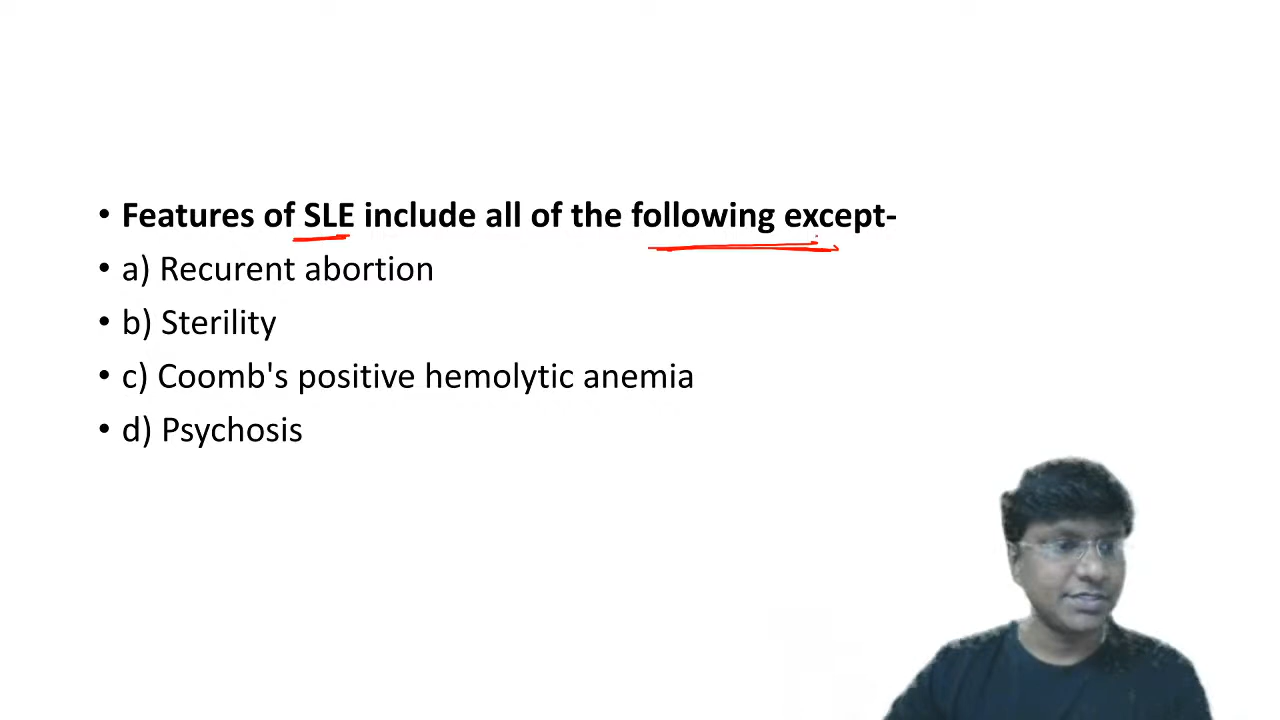 • Features of SLE include all of the following except-
• a) Recurent abortion
• b) Sterility
• c) Coomb's positive hemolytic anemia
• d) Psychosis